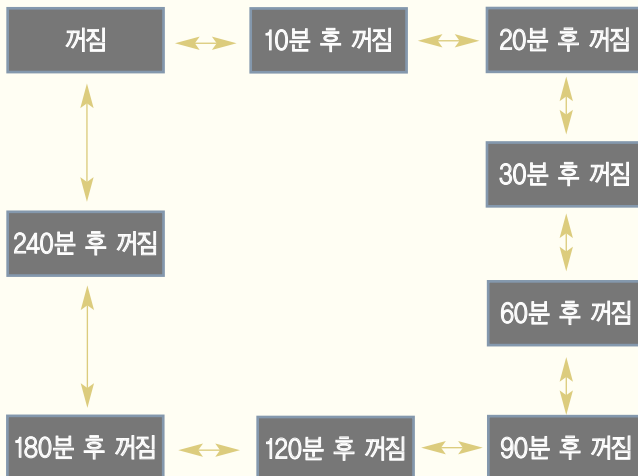 꺼짐
10분 후 꺼짐
20분 후 꺼짐
30분 후 꺼짐
60분 후 꺼짐
90분 후 꺼짐
120분 후 꺼짐
180분 후 꺼짐
240분 후 꺼짐